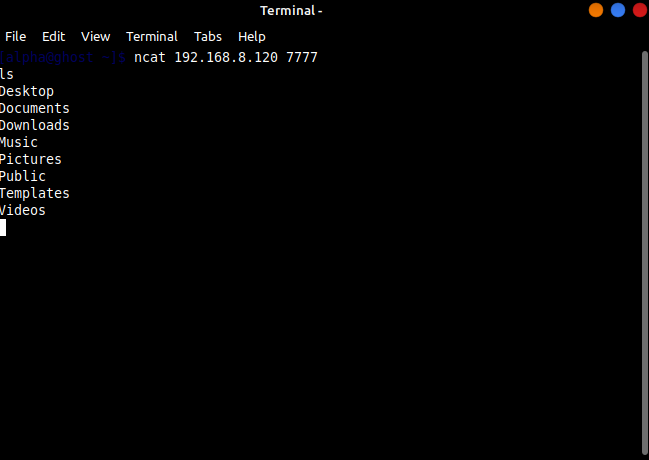 Terminal -
File Edit View Terminal Tabs Help
[alpha@ghost ~]$ ncat 192.168.8.120 7777
ls
Desktop
Documents
Downloads
Music
Pictures
Public
Templates
Videos